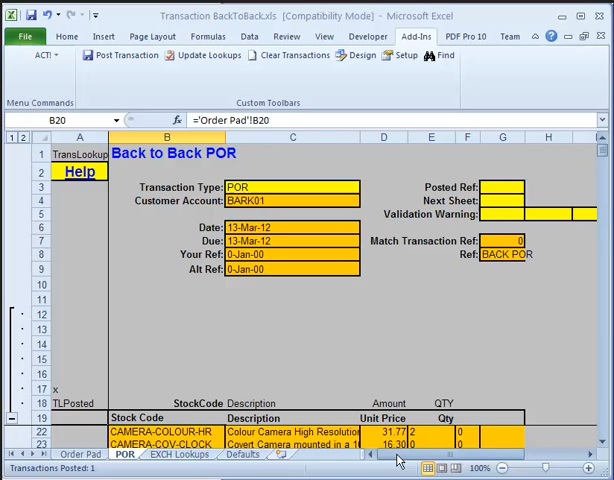 Transaction BackToBack.xls [Compatibility Mode] - Microsoft Excel
File Home Insert Page Layout Formulas Data Review View Developer Add-Ins PDF Pro 10 Team
ACT! Post Transaction Update Lookups Clear Transactions Design Setup Find
Menu Commands Custom Toolbars
B20 fx ='Order Pad'!B20
1 2 A B C D E F G H
1 TransLookup Back to Back POR
2 Help
3 Transaction Type: POR Posted Ref:
4 Customer Account: BARK01 Next Sheet:
5 Validation Warning:
6 Date: 13-Mar-12
7 Due: 13-Mar-12 Match Transaction Ref: 0
8 Your Ref: 0-Jan-00 Ref: BACK POR
9 Alt Ref: 0-Jan-00
10
11
12
13
14
15
16
17 x
18 TLPosted StockCode Description Amount QTY
19 Stock Code Description Unit Price Qty
22 CAMERA-COLOUR-HR Colour Camera High Resolution 31.77 2 0
23 CAMERA-COV-CLOCK Covert Camera mounted in a 10 16.30 0 0
Order Pad POR EXCH Lookups Defaults
Transactions Posted: 1 100%